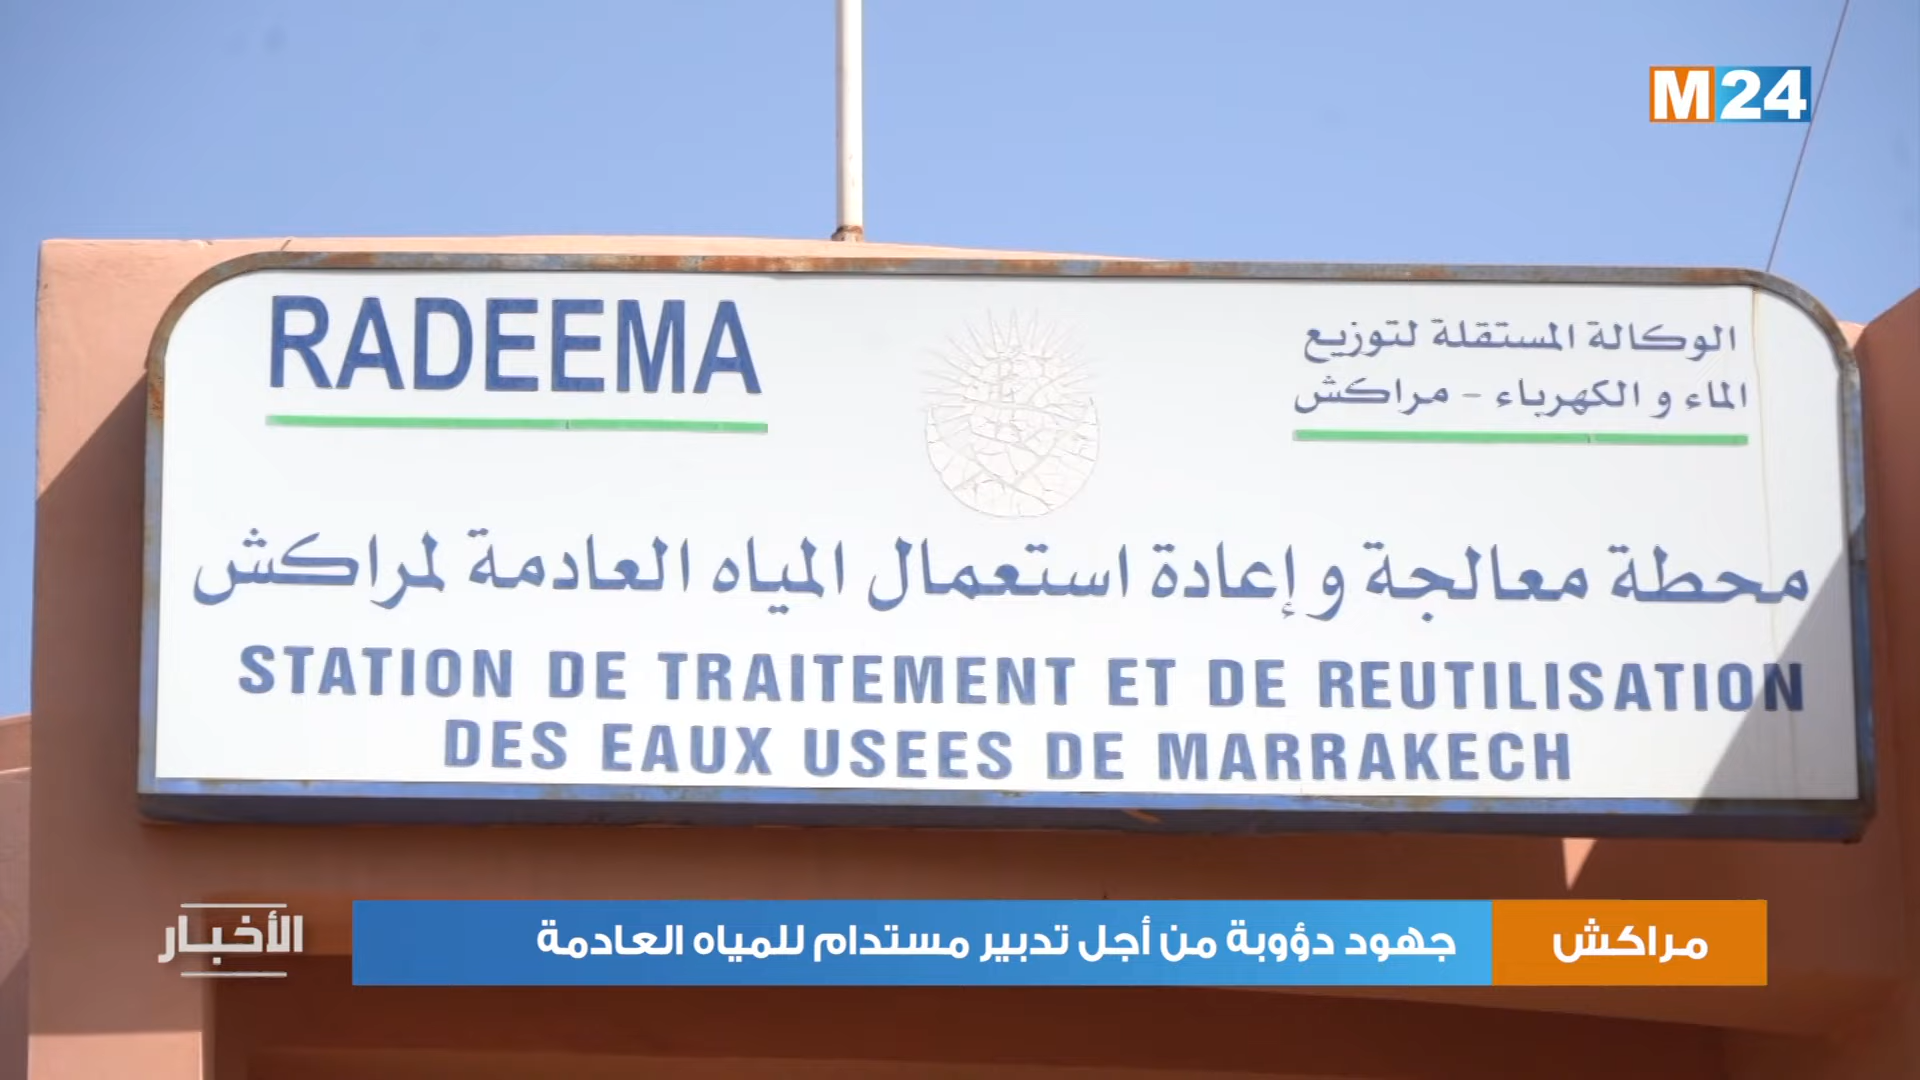 M24
RADEEMA
الوكالة المستقلة لتوزيع
الماء و الكهرباء - مراكش
محطة معالجة و إعادة استعمال المياه العادمة لمراكش
STATION DE TRAITEMENT ET DE REUTILISATION
DES EAUX USEES DE MARRAKECH
مراكش
جهود دؤوبة من أجل تدبير مستدام للمياه العادمة
الأخبار